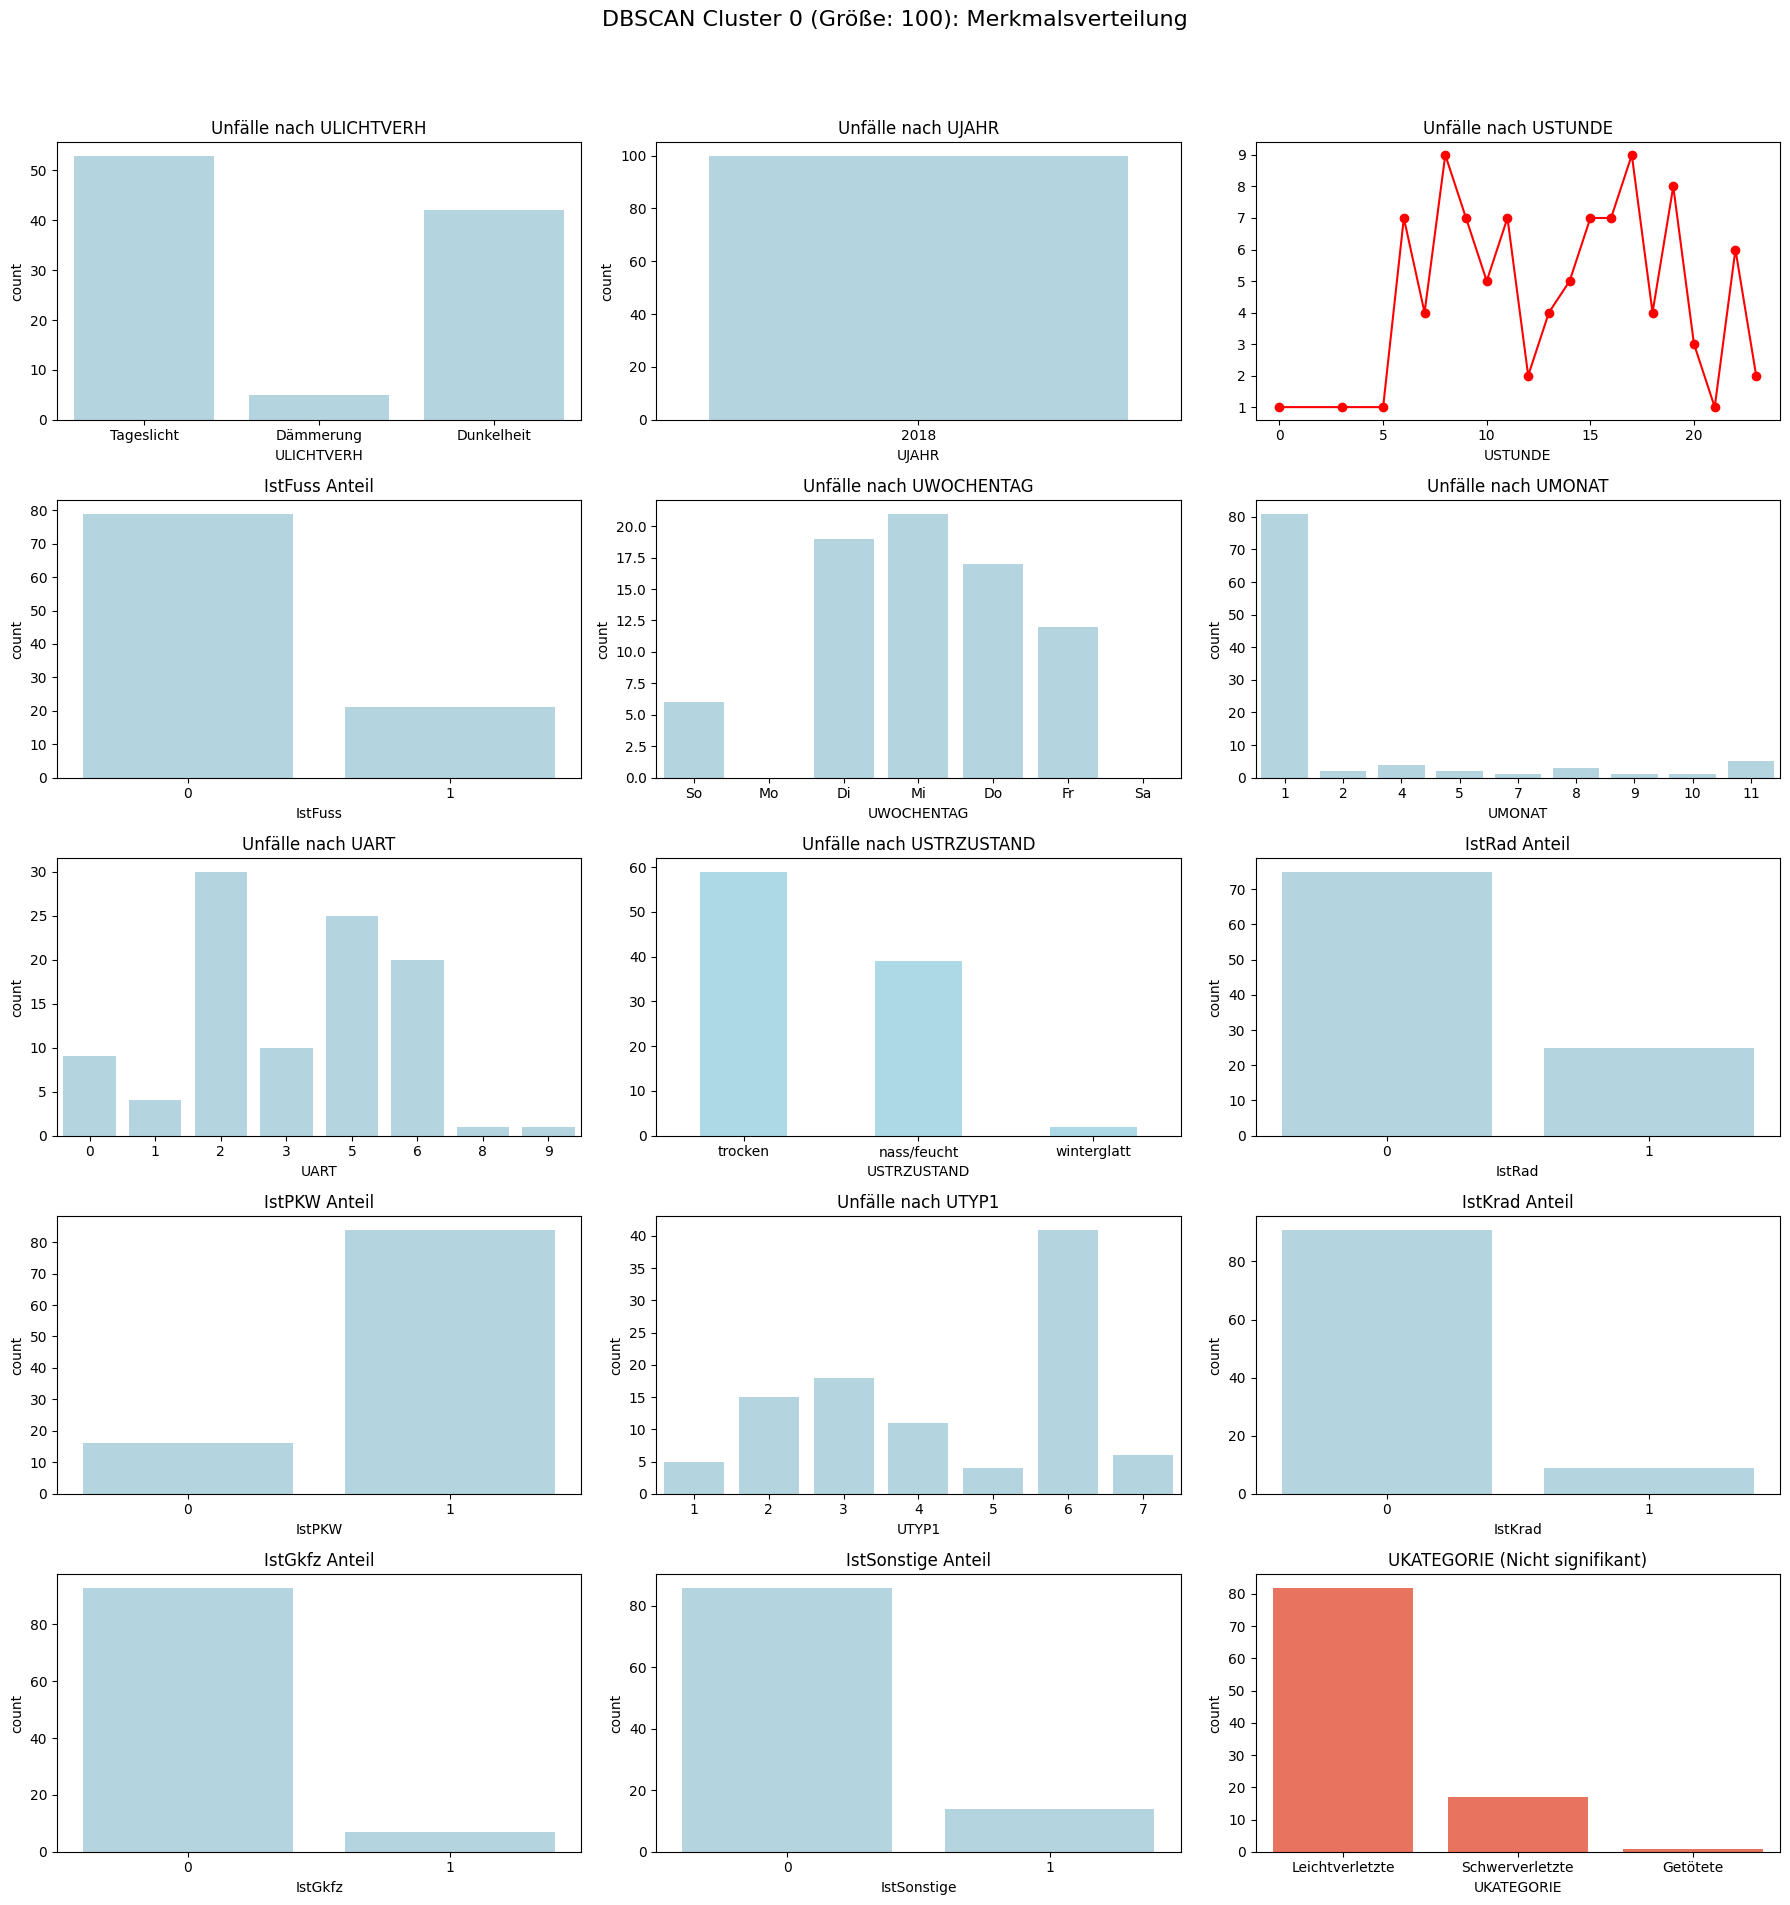 DBSCAN Cluster 0 (Größe: 100): Merkmalsverteilung
Unfälle nach ULICHTVERH
count
50
40
30
20
10
0
Tageslicht Dämmerung Dunkelheit
ULICHTVERH
Unfälle nach UJAHR
count
100
80
60
40
20
0
2018
UJAHR
Unfälle nach USTUNDE
9
8
7
6
5
4
3
2
1
0 5 10 15 20
USTUNDE
IstFuss Anteil
count
80
70
60
50
40
30
20
10
0
0 1
IstFuss
Unfälle nach UWOCHENTAG
count
20.0
17.5
15.0
12.5
10.0
7.5
5.0
2.5
0.0
So Mo Di Mi Do Fr Sa
UWOCHENTAG
Unfälle nach UMONAT
count
80
70
60
50
40
30
20
10
0
1 2 4 5 7 8 9 10 11
UMONAT
Unfälle nach UART
count
30
25
20
15
10
5
0
0 1 2 3 5 6 8 9
UART
Unfälle nach USTRZUSTAND
60
50
40
30
20
10
0
trocken nass/feucht winterglatt
USTRZUSTAND
IstRad Anteil
count
70
60
50
40
30
20
10
0
0 1
IstRad
IstPKW Anteil
count
80
70
60
50
40
30
20
10
0
0 1
IstPKW
Unfälle nach UTYP1
count
40
35
30
25
20
15
10
5
0
1 2 3 4 5 6 7
UTYP1
IstKrad Anteil
count
80
60
40
20
0
0 1
IstKrad
IstGkfz Anteil
count
80
60
40
20
0
0 1
IstGkfz
IstSonstige Anteil
count
80
60
40
20
0
0 1
IstSonstige
UKATEGORIE (Nicht signifikant)
count
80
70
60
50
40
30
20
10
0
Leichtverletzte Schwerverletzte Getötete
UKATEGORIE